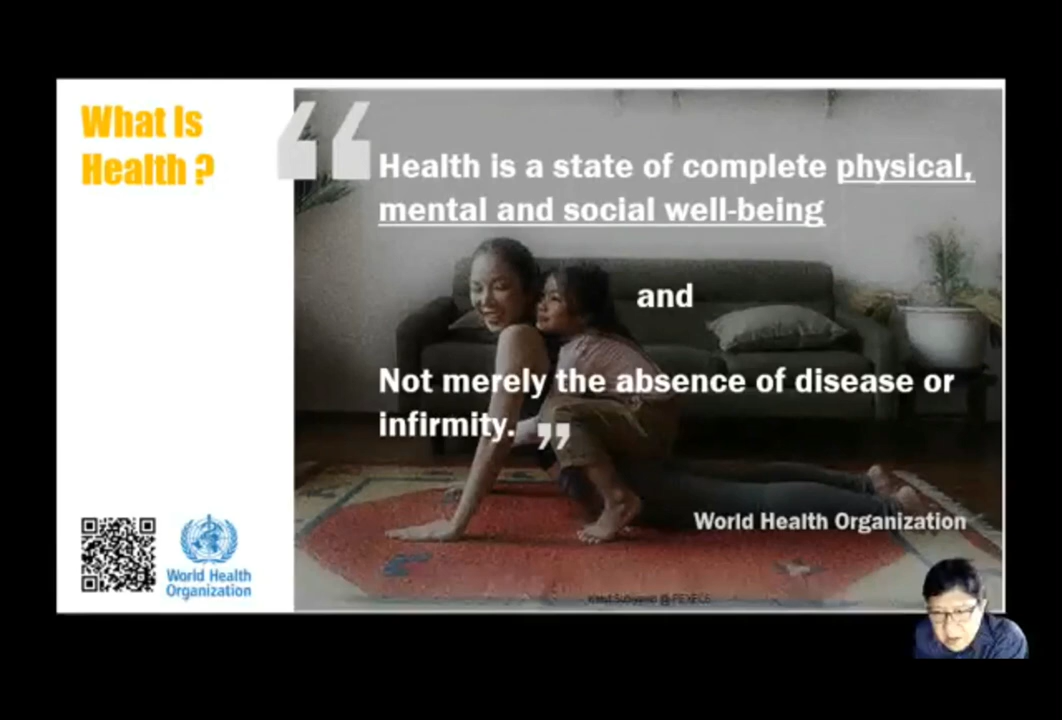 What Is
Health ?
“
Health is a state of complete physical,
mental and social well-being
and
Not merely the absence of disease or
infirmity. ”
World Health Organization
World Health
Organization